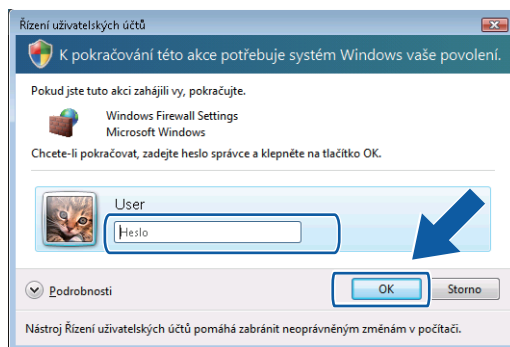 Řízení uživatelských účtů
K pokračování této akce potřebuje systém Windows vaše povolení.
Pokud jste tuto akci zahájili vy, pokračujte.
Windows Firewall Settings
Microsoft Windows
Chcete-li pokračovat, zadejte heslo správce a klepněte na tlačítko OK.
User
Heslo
Podrobnosti
OK
Storno
Nástroj Řízení uživatelských účtů pomáhá zabránit neoprávněným změnám v počítači.